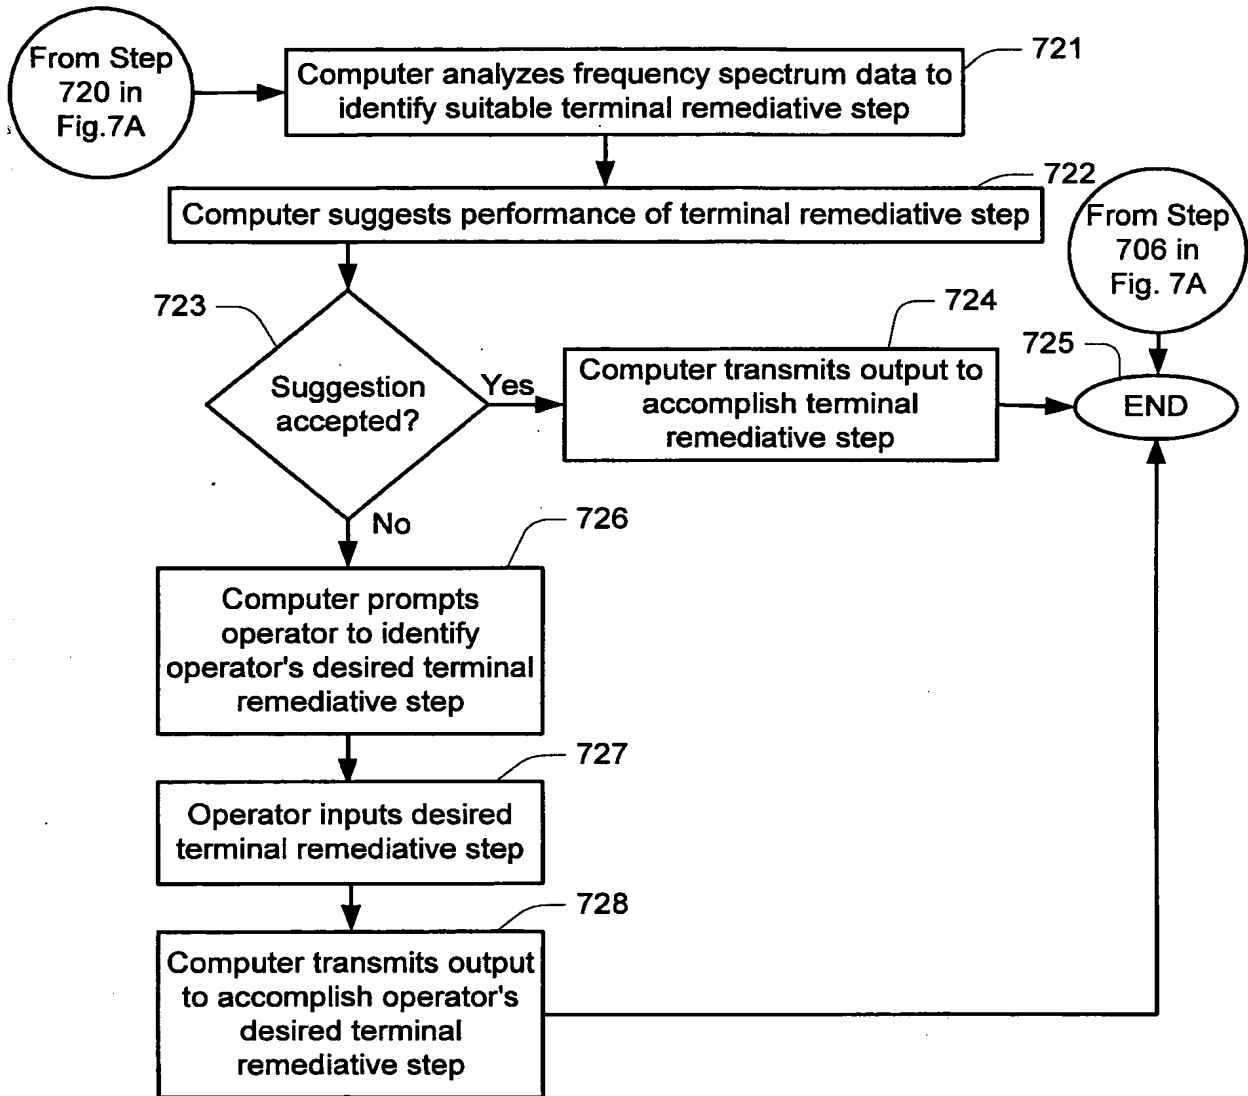 From Step
720 in
Fig.7A
721
Computer analyzes frequency spectrum data to
identify suitable terminal remediative step
722
Computer suggests performance of terminal remediative step
From Step
706 in
Fig. 7A
723
Suggestion
accepted?
Yes
724
Computer transmits output to
accomplish terminal
remediative step
725
END
No
726
Computer prompts
operator to identify
operator's desired terminal
remediative step
727
Operator inputs desired
terminal remediative step
728
Computer transmits output
to accomplish operator's
desired terminal
remediative step